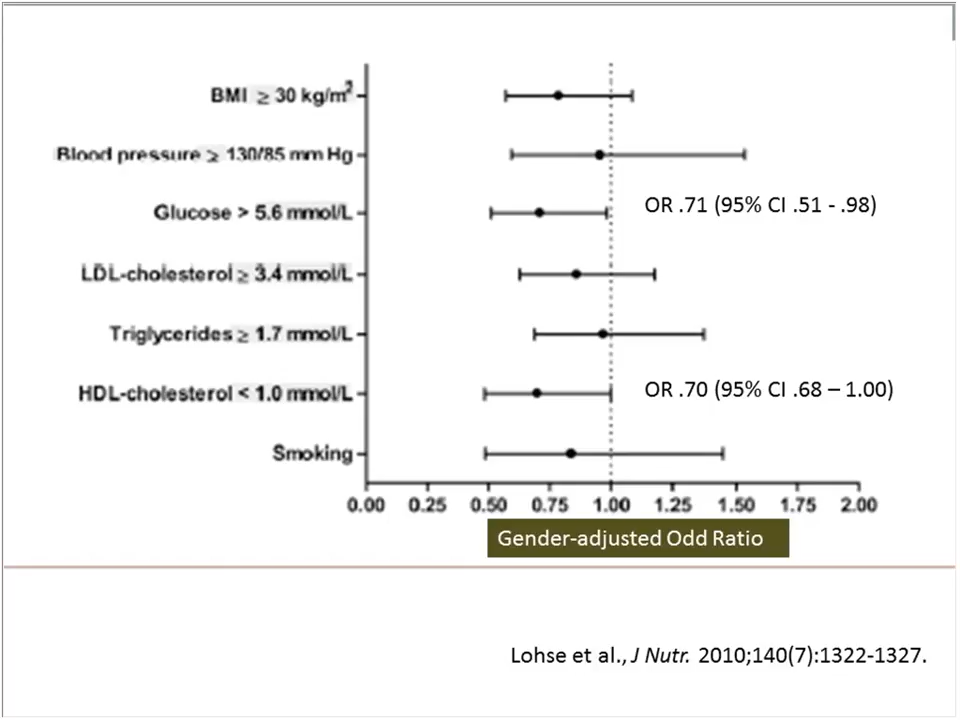 BMI ≥ 30 kg/m²
Blood pressure ≥ 130/85 mm Hg
Glucose > 5.6 mmol/L
OR .71 (95% CI .51 - .98)
LDL-cholesterol ≥ 3.4 mmol/L
Triglycerides ≥ 1.7 mmol/L
HDL-cholesterol < 1.0 mmol/L
OR .70 (95% CI .68 – 1.00)
Smoking
0.00 0.25 0.50 0.75 1.00 1.25 1.50 1.75 2.00
Gender-adjusted Odd Ratio
Lohse et al., J Nutr. 2010;140(7):1322-1327.